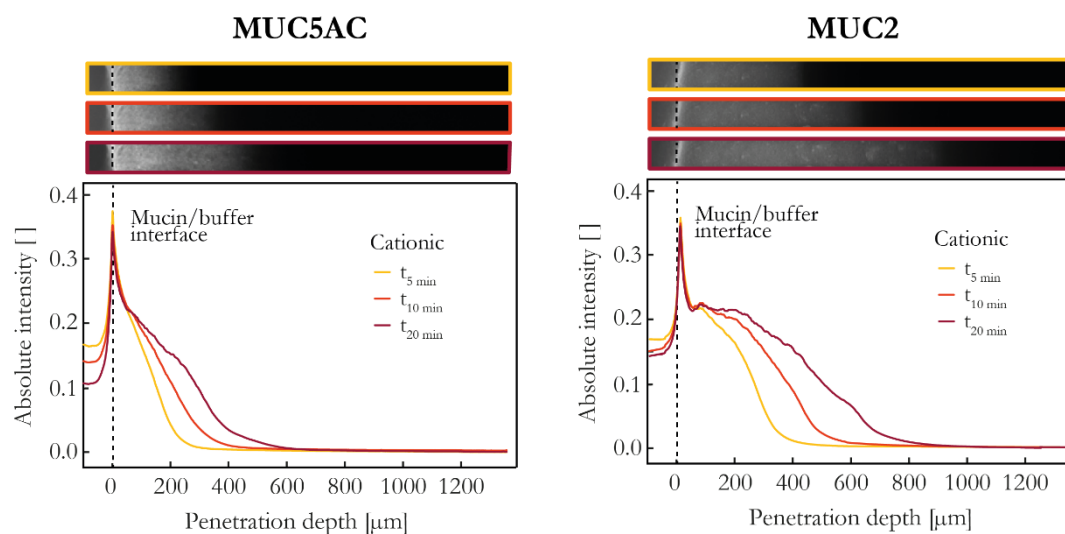 MUC5AC
0.4
0.3
0.2
0.1
0.0
Absolute intensity [ ]
Mucin/buffer
interface
Cationic
t5 min
t10 min
t20 min
0 200 400 600 800 1000 1200
Penetration depth [μm]
MUC2
0.4
0.3
0.2
0.1
0.0
Absolute intensity [ ]
Mucin/buffer
interface
Cationic
t5 min
t10 min
t20 min
0 200 400 600 800 1000 1200
Penetration depth [μm]